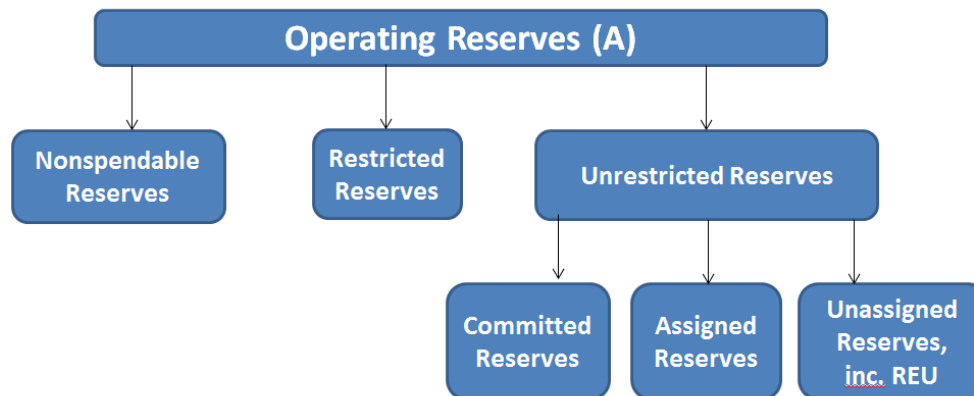 Operating Reserves (A)
Nonspendable
Reserves
Restricted
Reserves
Unrestricted Reserves
Committed
Reserves
Assigned
Reserves
Unassigned
Reserves,
inc. REU